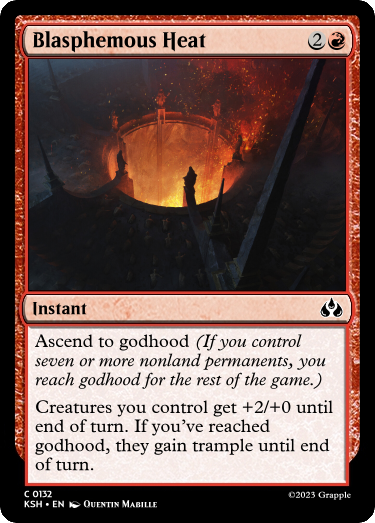 Blasphemous Heat 2
Instant
Ascend to godhood (If you control
seven or more nonland permanents, you
reach godhood for the rest of the game.)
Creatures you control get +2/+0 until
end of turn. If you've reached
godhood, they gain trample until end
of turn.
C 0132
KSH • EN Quentin Mabille
©2023 Grapple